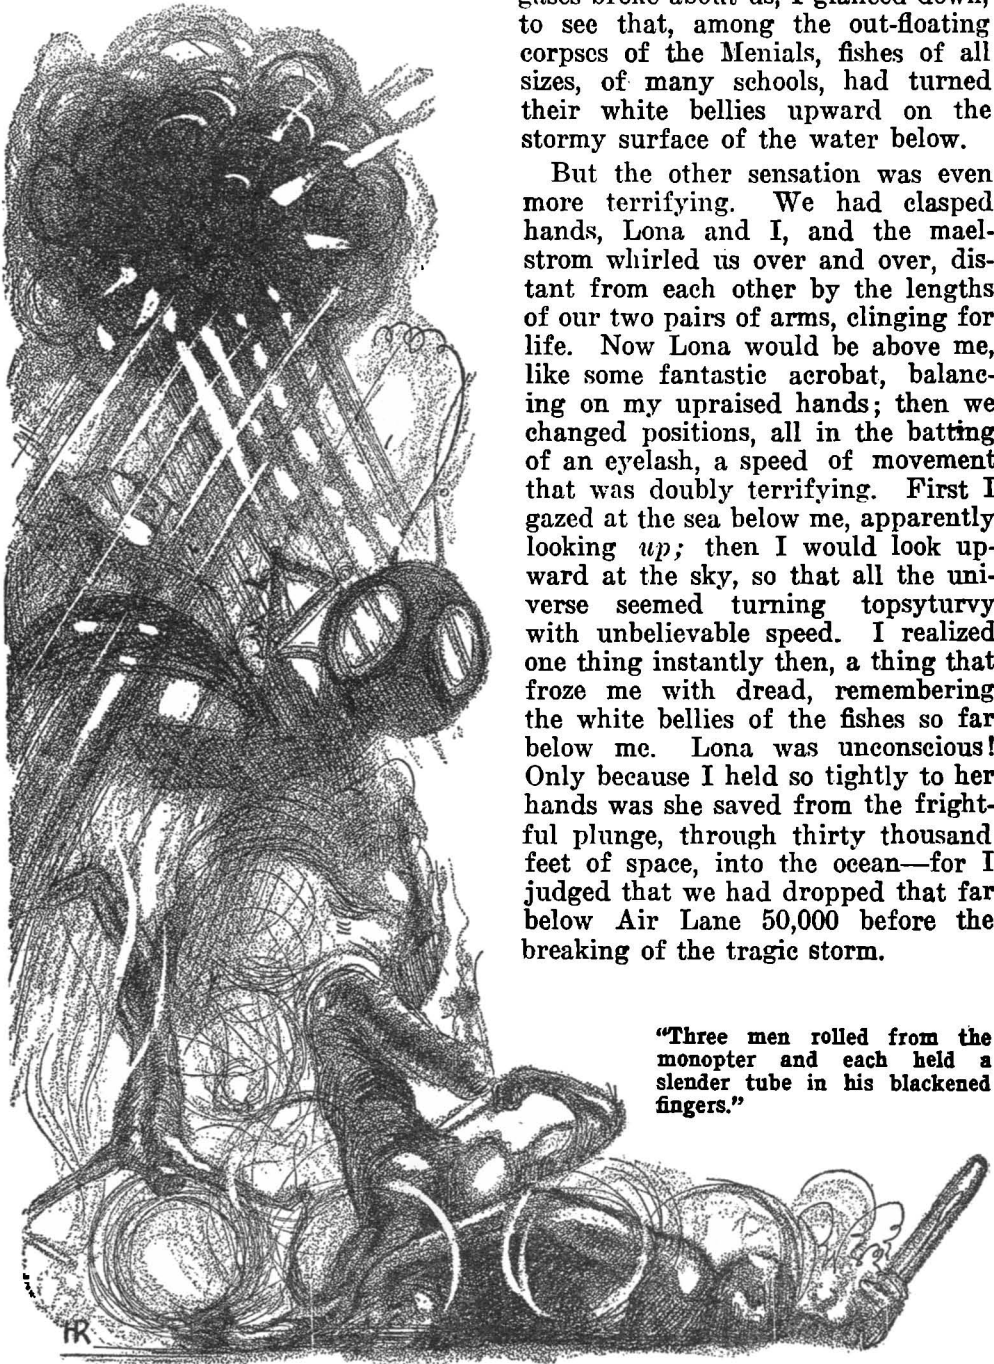 to see that, among the out-floating
corpses of the Menials, fishes of all
sizes, of many schools, had turned
their white bellies upward on the
stormy surface of the water below.
But the other sensation was even
more terrifying. We had clasped
hands, Lona and I, and the mael-
strom whirled us over and over, dis-
tant from each other by the lengths
of our two pairs of arms, clinging for
life. Now Lona would be above me,
like some fantastic acrobat, balanc-
ing on my upraised hands; then we
changed positions, all in the batting
of an eyelash, a speed of movement
that was doubly terrifying. First I
gazed at the sea below me, apparently
looking up; then I would look up-
ward at the sky, so that all the uni-
verse seemed turning topsyturvy
with unbelievable speed. I realized
one thing instantly then, a thing that
froze me with dread, remembering
the white bellies of the fishes so far
below me. Lona was unconscious!
Only because I held so tightly to her
hands was she saved from the fright-
ful plunge, through thirty thousand
feet of space, into the ocean—for I
judged that we had dropped that far
below Air Lane 50,000 before the
breaking of the tragic storm.
“Three men rolled from the
monopter and each held a
slender tube in his blackened
fingers.”
HR